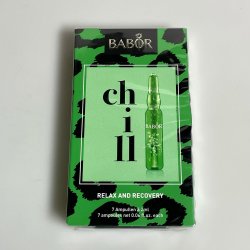 BABOR
ch
i
ll
BABOR
RELAX AND RECOVERY
7 Ampullen à 2ml
7 ampoules net 0.06 fl. oz. each